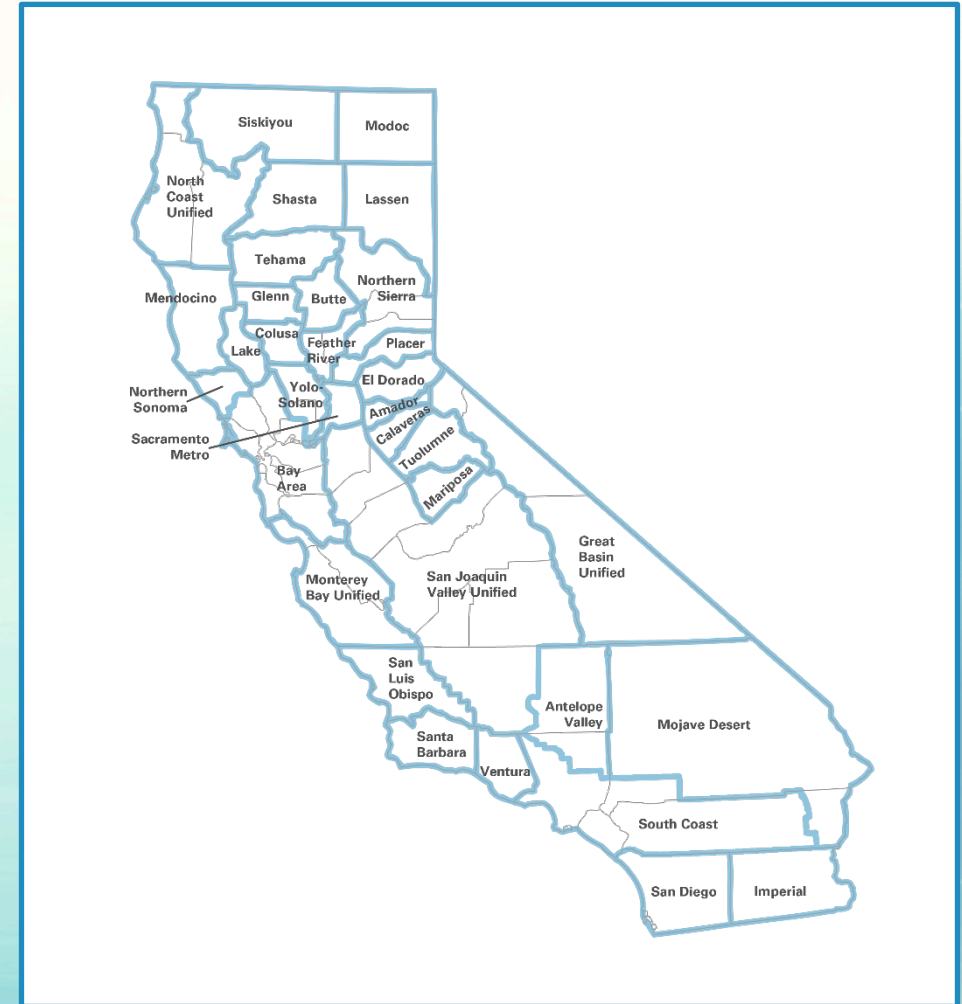 Siskiyou
Modoc
North
Coast
Unified
Shasta
Lassen
Tehama
Northern
Sierra
Mendocino
Glenn
Butte
Colusa
Feather
River
Placer
Lake
El Dorado
Yolo-
Solano
Northern
Sonoma
Amador
Calaveras
Sacramento
Metro
Tuolumne
Bay
Area
Mariposa
Great
Basin
Unified
Monterey
Bay Unified
San Joaquin
Valley Unified
San
Luis
Obispo
Antelope
Valley
Mojave Desert
Santa
Barbara
Ventura
South Coast
San Diego
Imperial